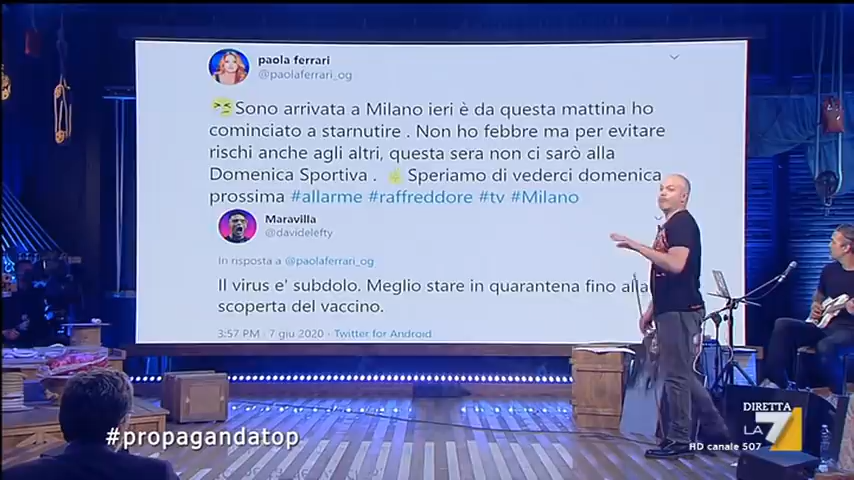 paola ferrari
@paolaferrari_og
Sono arrivata a Milano ieri è da questa mattina ho
cominciato a starnutire . Non ho febbre ma per evitare
rischi anche agli altri, questa sera non ci sarò alla
Domenica Sportiva . Speriamo di vederci domenica
prossima #allarme #raffreddore #tv #Milano
Maravilla
@davidelefty
In risposta a @paolaferrari_og
Il virus e' subdolo. Meglio stare in quarantena fino alla
scoperta del vaccino.
3:57 PM · 7 giu 2020 · Twitter for Android
#propagandatop
DIRETTA
LA 7
HD canale 507